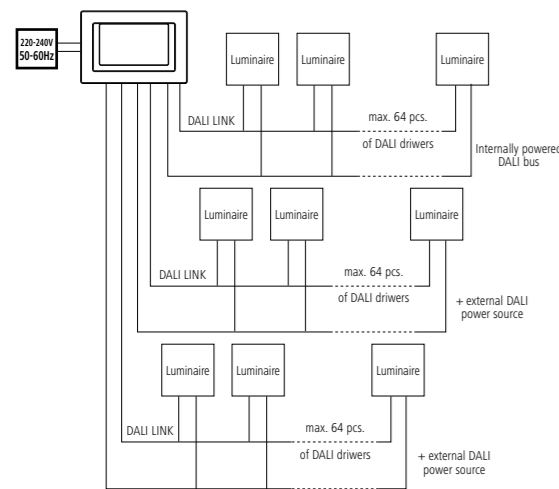 220-240V
50-60Hz
Luminaire
Luminaire
Luminaire
DALI LINK
max. 64 pcs.
of DALI drivers
Internally powered
DALI bus
Luminaire
Luminaire
Luminaire
DALI LINK
max. 64 pcs.
of DALI drivers
+ external DALI
power source
Luminaire
Luminaire
Luminaire
DALI LINK
max. 64 pcs.
of DALI drivers
+ external DALI
power source